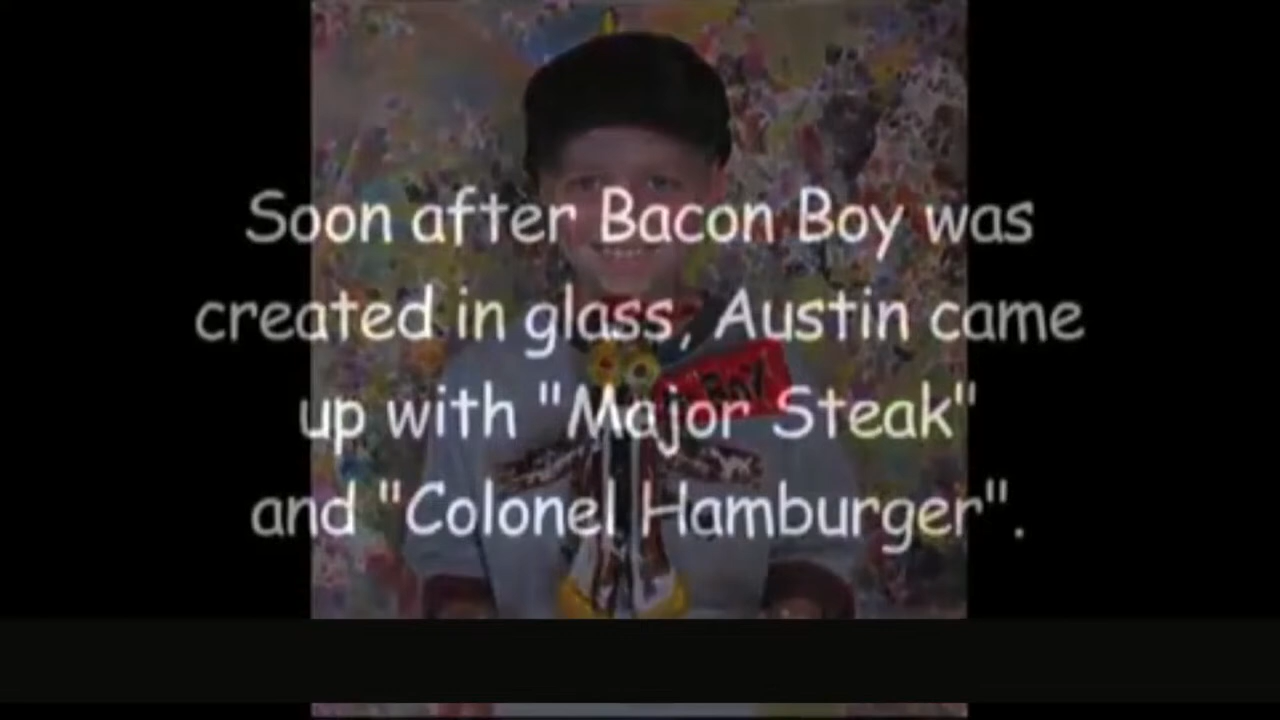 Soon after Bacon Boy was
created in glass, Austin came
up with "Major Steak"
and "Colonel Hamburger".